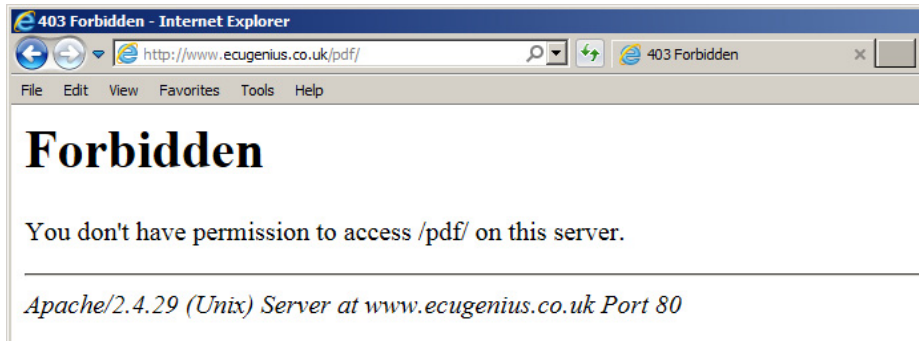 403 Forbidden - Internet Explorer
http://www.ecugenius.co.uk/pdf/ 403 Forbidden
File Edit View Favorites Tools Help
Forbidden
You don't have permission to access /pdf/ on this server.
Apache/2.4.29 (Unix) Server at www.ecugenius.co.uk Port 80